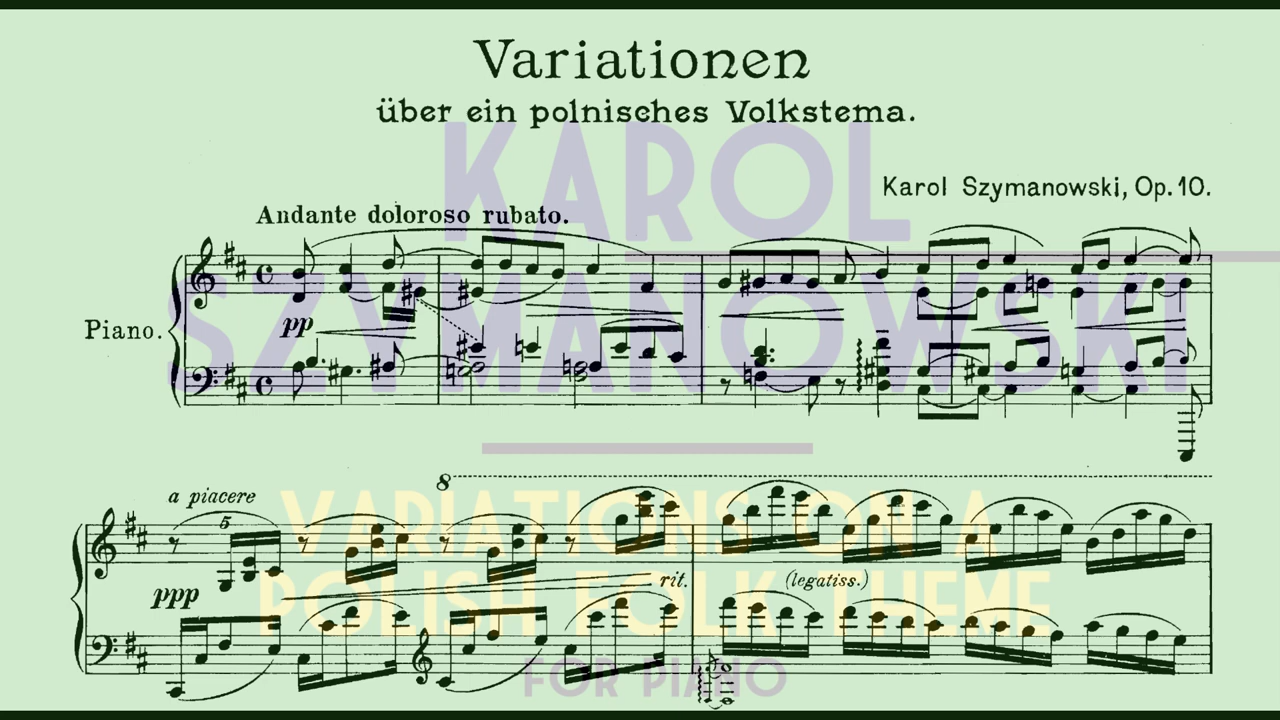 Variationen
über ein polnisches Volkstema.
KAROL
Karol Szymanowski, Op. 10.
Andante doloroso rubato.
SZYMANOWSKI
pp
Piano.
8
a piacere
5
VARIATIONS ON A
ppp
rit.
(legatiss.)
POLISH FOLK THEME
FOR PIANO